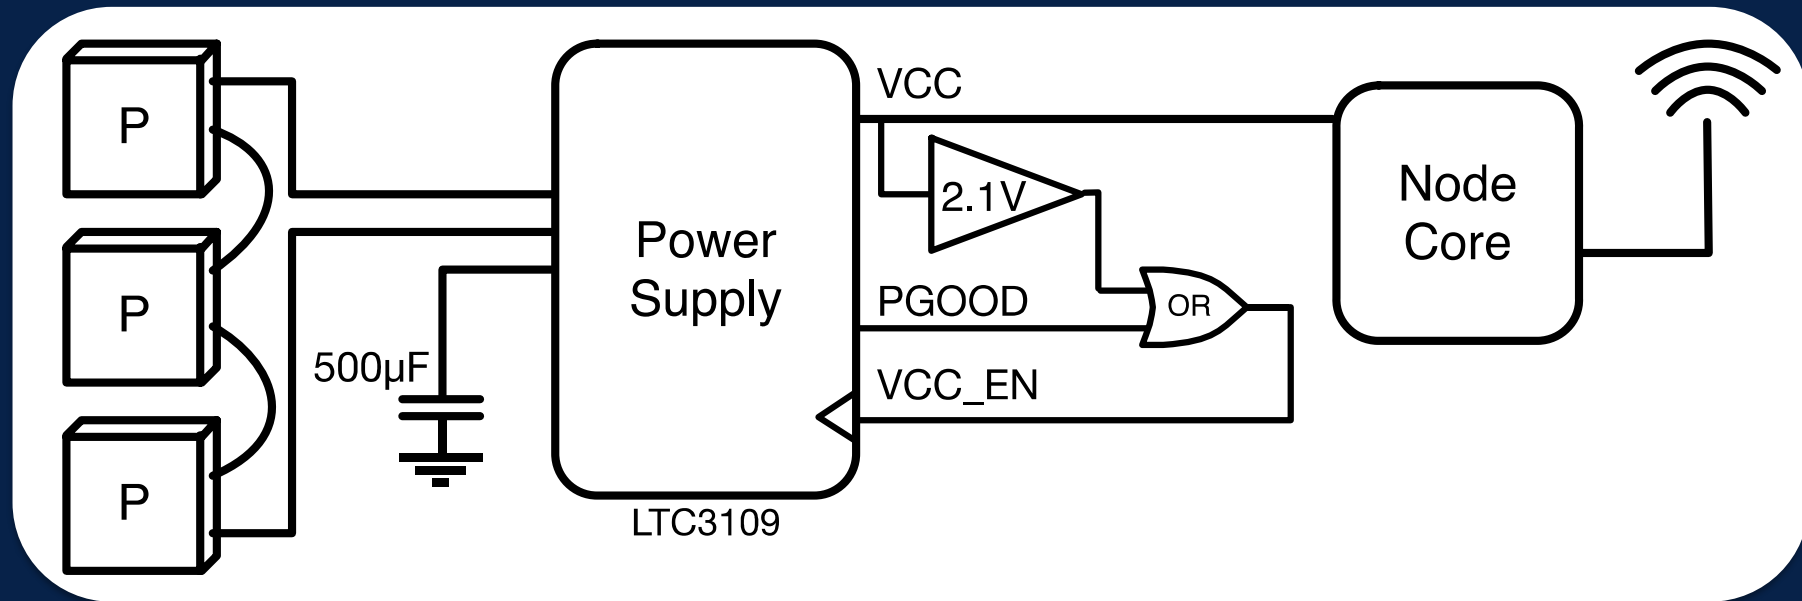 P
P
P
500µF
Power
Supply
LTC3109
VCC
2.1V
PGOOD
OR
VCC_EN
Node
Core